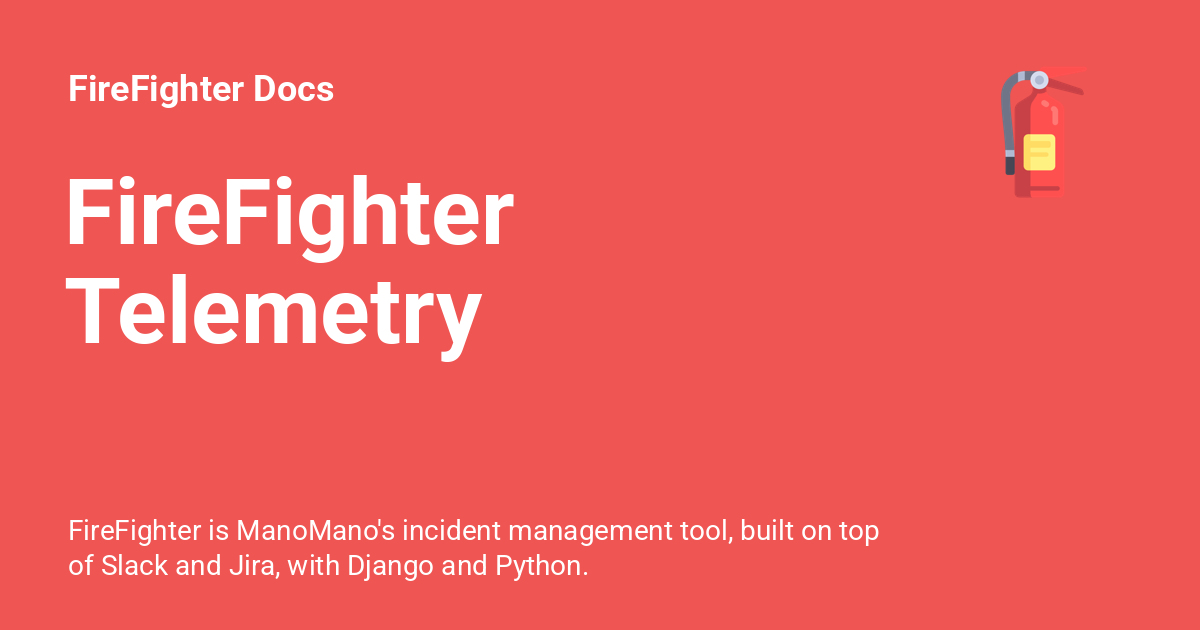 FireFighter Docs
FireFighter
Telemetry
FireFighter is ManoMano's incident management tool, built on top
of Slack and Jira, with Django and Python.